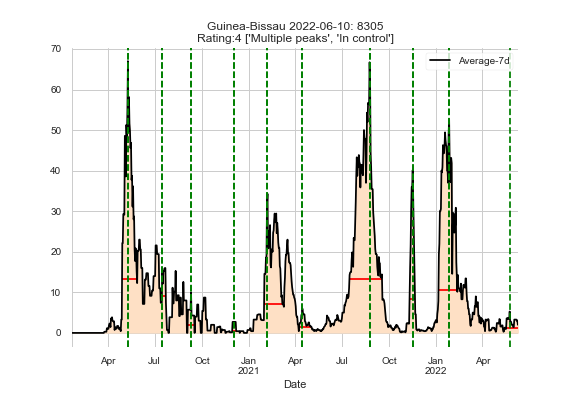 Guinea-Bissau 2022-06-10: 8305
Rating:4 ['Multiple peaks', 'In control']
Average-7d
70
60
50
40
30
20
10
0
Apr Jul Oct Jan Apr Jul Oct Jan Apr
2021 2022
Date